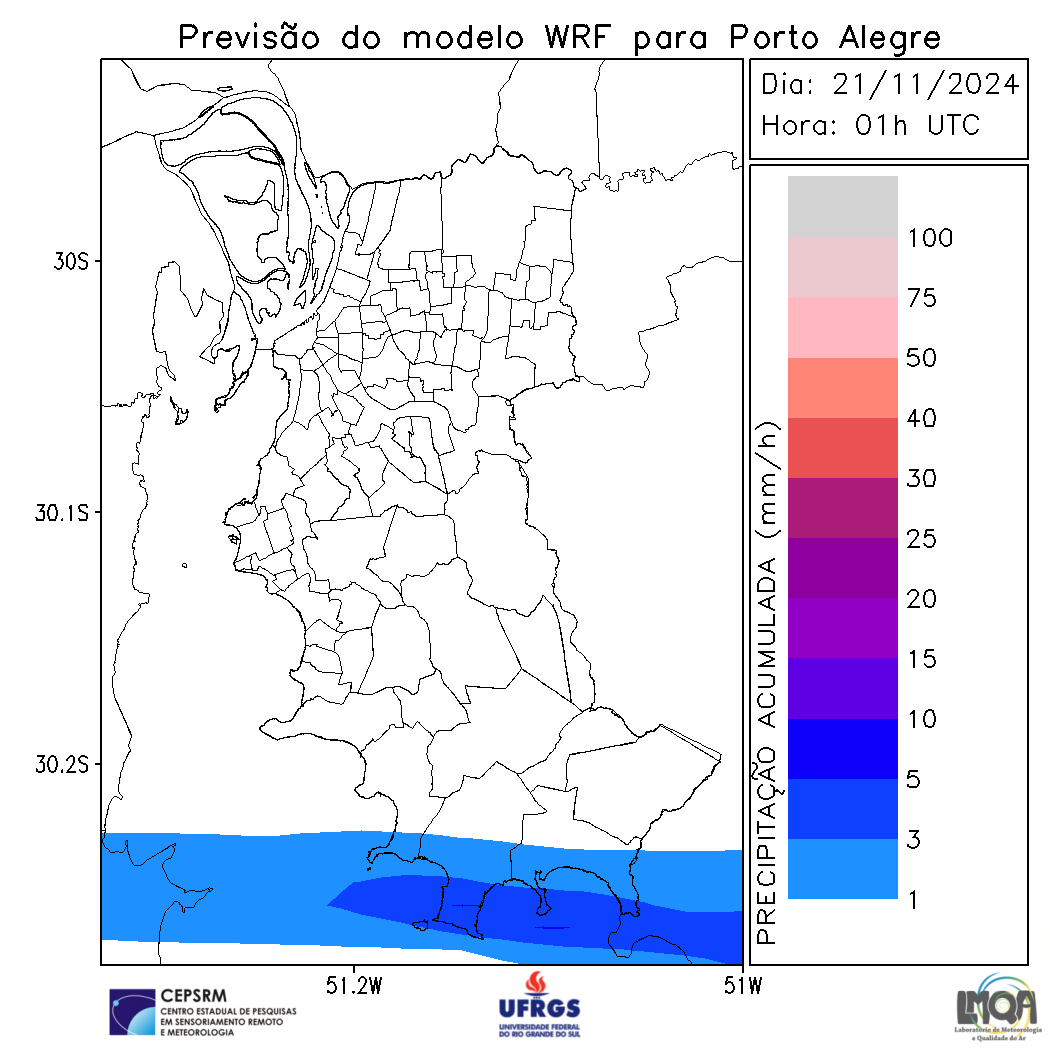 Previsão do modelo WRF para Porto Alegre
Dia: 21/11/2024
Hora: 01h UTC
30S
30.1S
30.2S
51.2W
51W
PRECIPITAÇÃO ACUMULADA (mm/h)
100
75
50
40
30
25
20
15
10
5
3
1
CEPSRM
CENTRO ESTADUAL DE PESQUISAS
EM SENSORIAMENTO REMOTO
E METEOROLOGIA
UFRGS
UNIVERSIDADE FEDERAL
DO RIO GRANDE DO SUL
LMQA
Laboratório de Meteorologia
e Qualidade do Ar